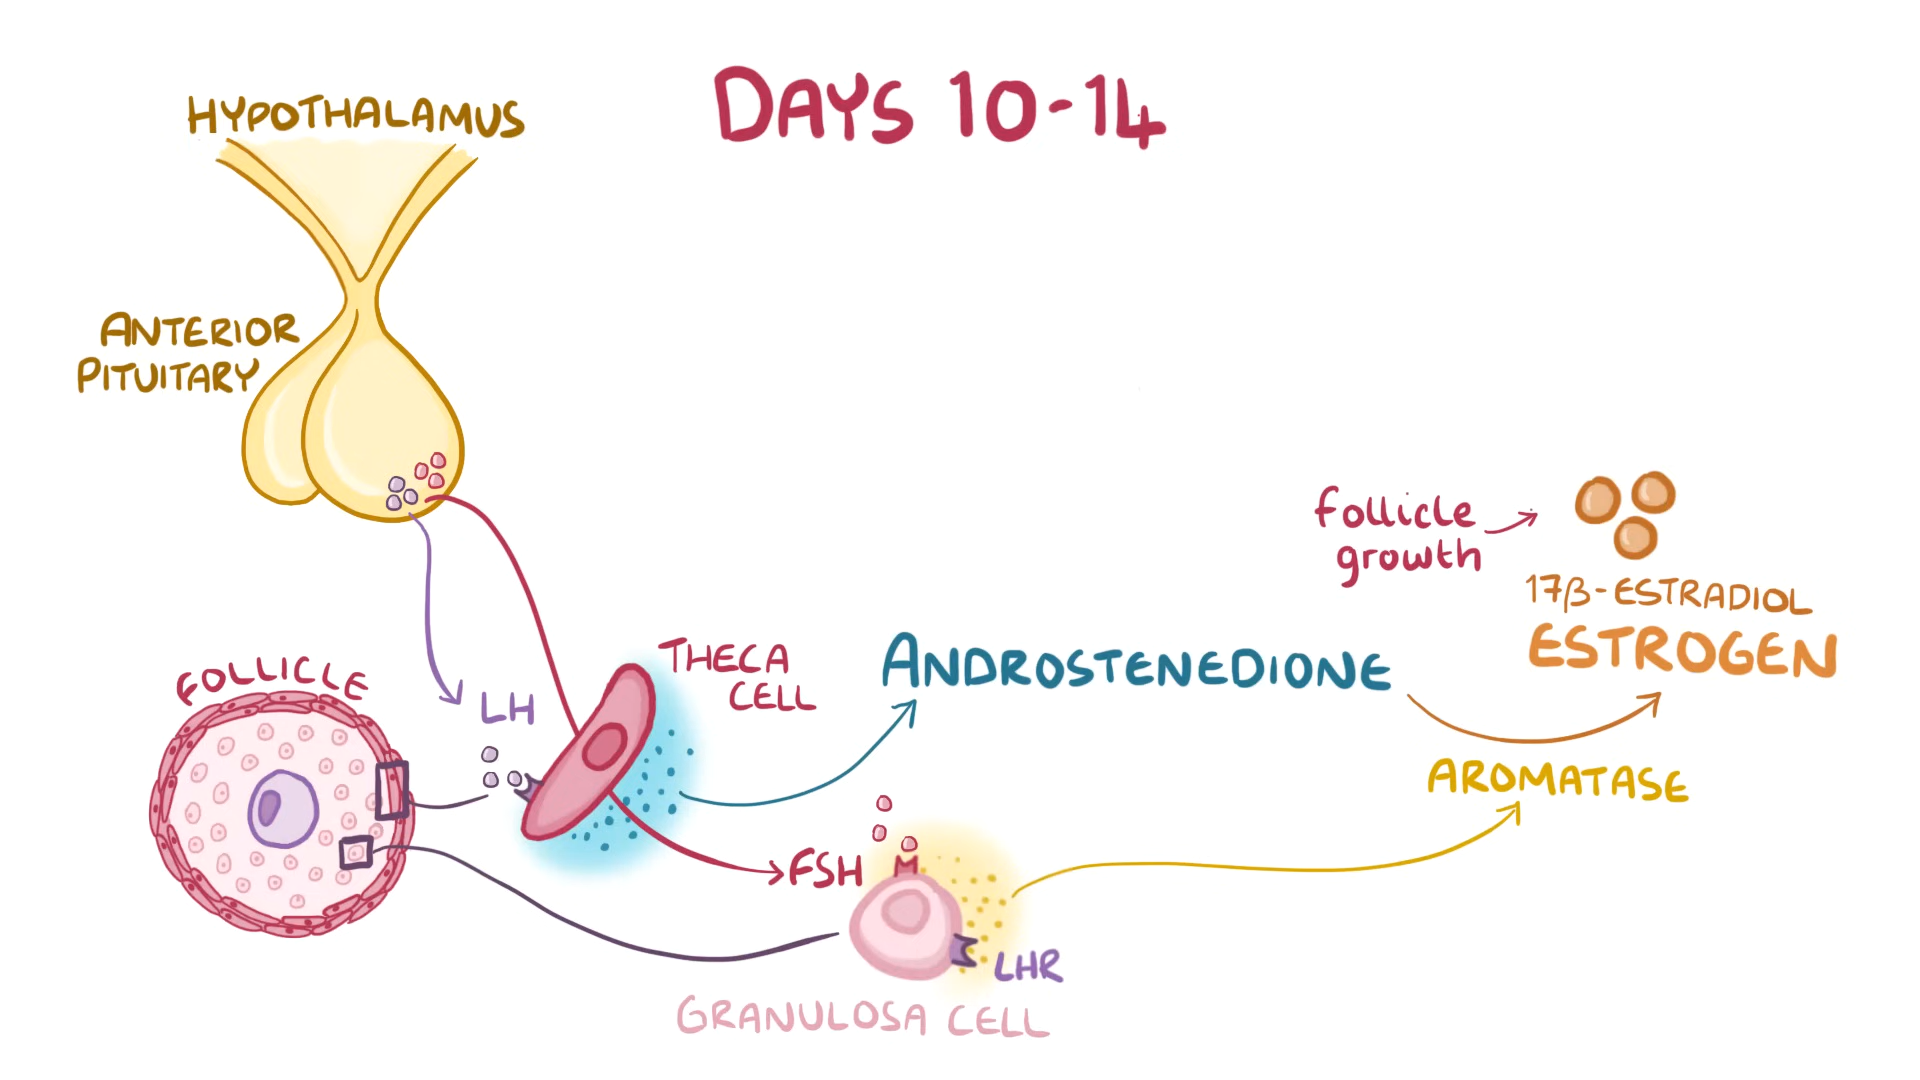 DAYS 10-14
HYPOTHALAMUS
ANTERIOR
PITUITARY
follicle
growth
17β-ESTRADIOL
ESTROGEN
THECA
CELL
ANDROSTENEDIONE
FOLLICLE
LH
AROMATASE
FSH
LHR
GRANULOSA CELL